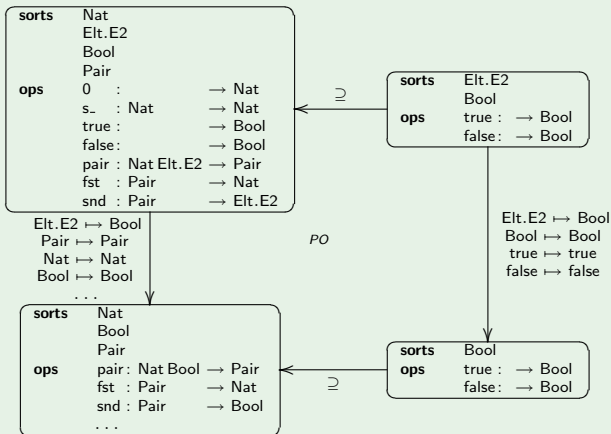 sorts Nat
Elt.E2
Bool
Pair
ops 0 : → Nat
s_ : Nat → Nat
true : → Bool
false : → Bool
pair : Nat Elt.E2 → Pair
fst : Pair → Nat
snd : Pair → Elt.E2
⊇
sorts Elt.E2
Bool
ops true : → Bool
false : → Bool
Elt.E2 ↦ Bool
Pair ↦ Pair
Nat ↦ Nat
Bool ↦ Bool
. . .
PO
Elt.E2 ↦ Bool
Bool ↦ Bool
true ↦ true
false ↦ false
sorts Nat
Bool
Pair
ops pair : Nat Bool → Pair
fst : Pair → Nat
snd : Pair → Bool
. . .
⊇
sorts Bool
ops true : → Bool
false : → Bool